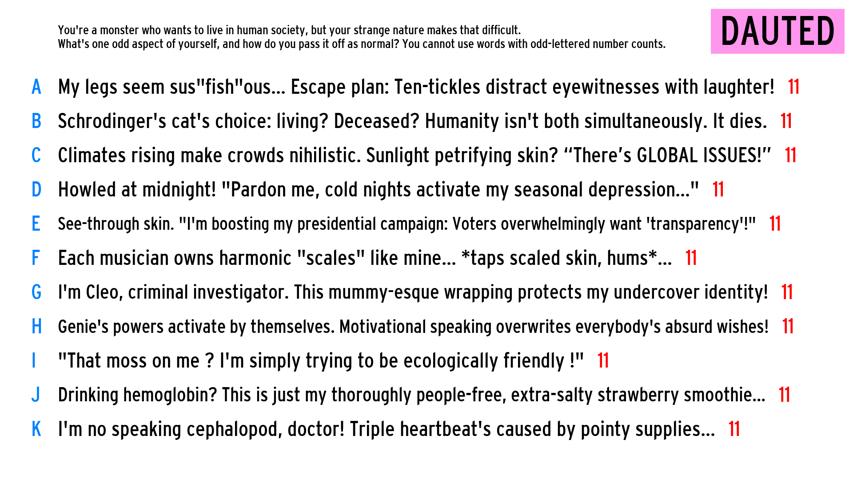 You're a monster who wants to live in human society, but your strange nature makes that difficult.
What's one odd aspect of yourself, and how do you pass it off as normal? You cannot use words with odd-lettered number counts.
DAUTED
A My legs seem sus"fish"ous... Escape plan: Ten-tickles distract eyewitnesses with laughter! 11
B Schrodinger's cat's choice: living? Deceased? Humanity isn't both simultaneously. It dies. 11
C Climates rising make crowds nihilistic. Sunlight petrifying skin? “There’s GLOBAL ISSUES!” 11
D Howled at midnight! "Pardon me, cold nights activate my seasonal depression..." 11
E See-through skin. "I'm boosting my presidential campaign: Voters overwhelmingly want 'transparency'!" 11
F Each musician owns harmonic "scales" like mine... *taps scaled skin, hums*... 11
G I'm Cleo, criminal investigator. This mummy-esque wrapping protects my undercover identity! 11
H Genie's powers activate by themselves. Motivational speaking overwrites everybody's absurd wishes! 11
I "That moss on me ? I'm simply trying to be ecologically friendly !" 11
J Drinking hemoglobin? This is just my thoroughly people-free, extra-salty strawberry smoothie... 11
K I'm no speaking cephalopod, doctor! Triple heartbeat's caused by pointy supplies... 11